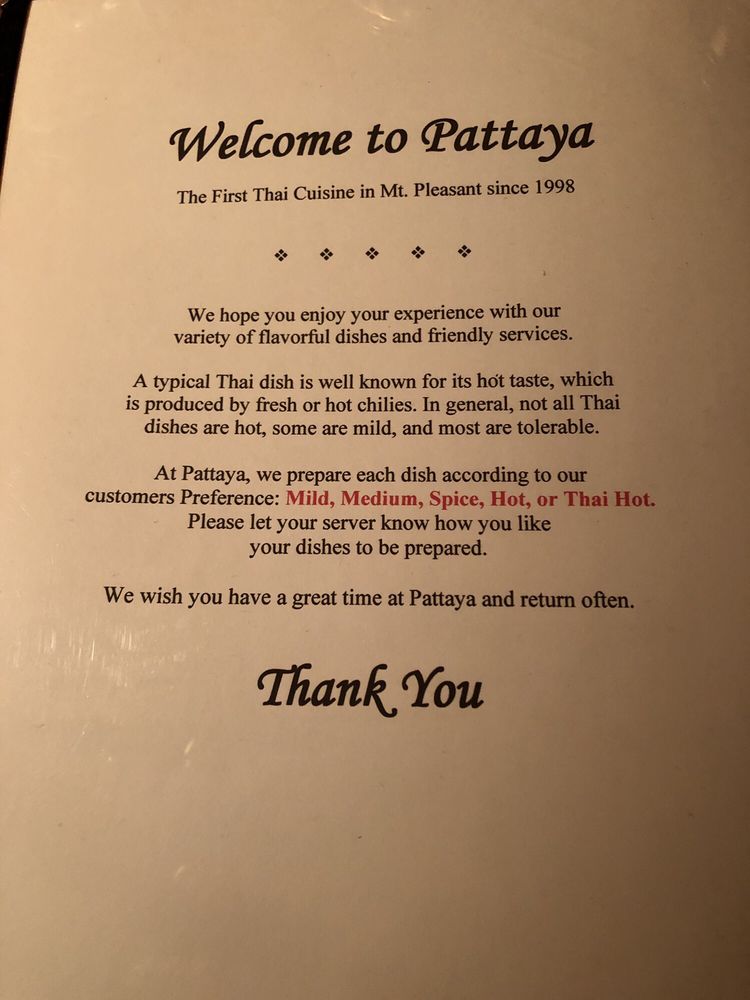 Welcome to Pattaya
The First Thai Cuisine in Mt. Pleasant since 1998
We hope you enjoy your experience with our
variety of flavorful dishes and friendly services.
A typical Thai dish is well known for its hot taste, which
is produced by fresh or hot chilies. In general, not all Thai
dishes are hot, some are mild, and most are tolerable.
At Pattaya, we prepare each dish according to our
customers Preference: Mild, Medium, Spice, Hot, or Thai Hot.
Please let your server know how you like
your dishes to be prepared.
We wish you have a great time at Pattaya and return often.
Thank You